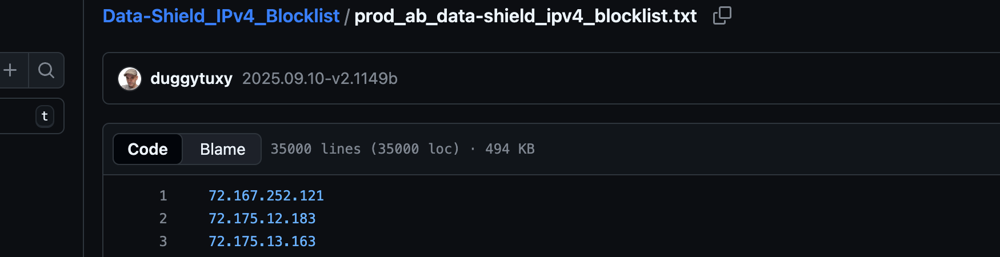 Data-Shield_IPv4_Blocklist / prod_ab_data-shield_ipv4_blocklist.txt
duggytuxy 2025.09.10-v2.1149b
t
Code Blame 35000 lines (35000 loc) · 494 KB
1 72.167.252.121
2 72.175.12.183
3 72.175.13.163